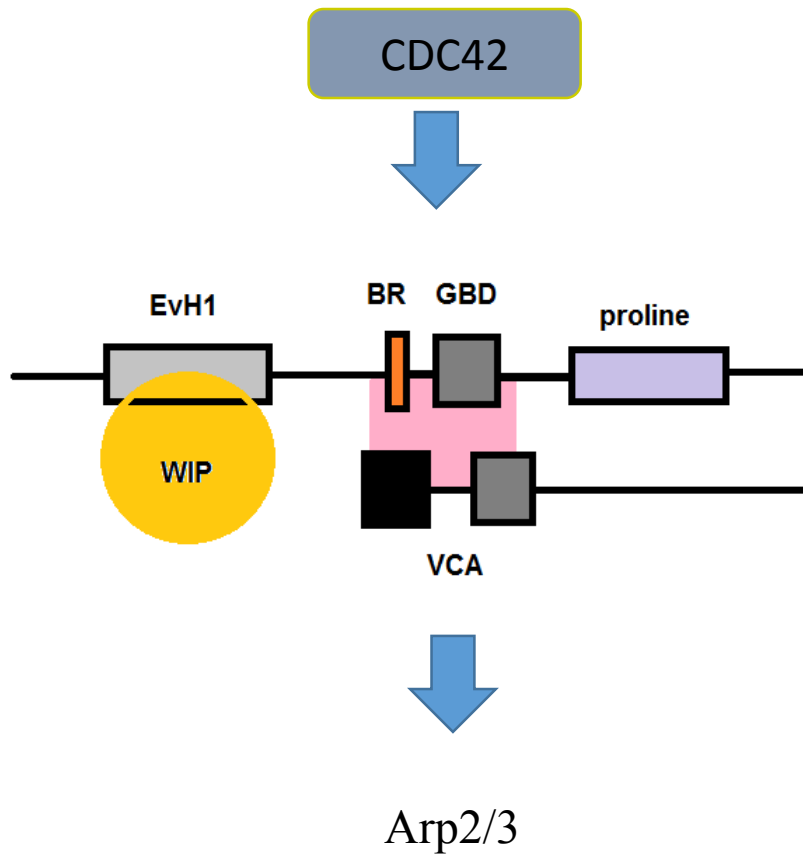 CDC42
EvH1
BR
GBD
proline
WIP
VCA
Arp2/3